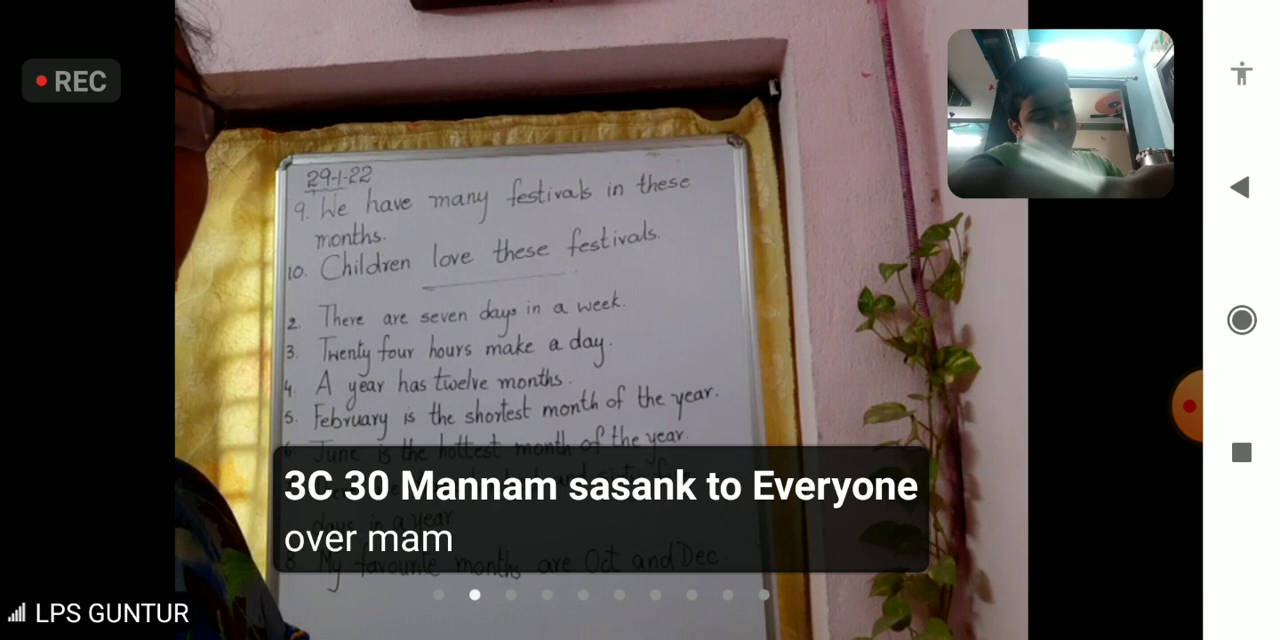 REC
29-1-22
9. We have many festivals in these
months.
10. Children love these festivals.
2. There are seven days in a week.
3. Twenty four hours make a day.
4. A year has twelve months.
5. February is the shortest month of the year.
6 June is the hottest month of the year.
days in a year
8 My favourite months are Oct and Dec
3C 30 Mannam sasank to Everyone
over mam
LPS GUNTUR